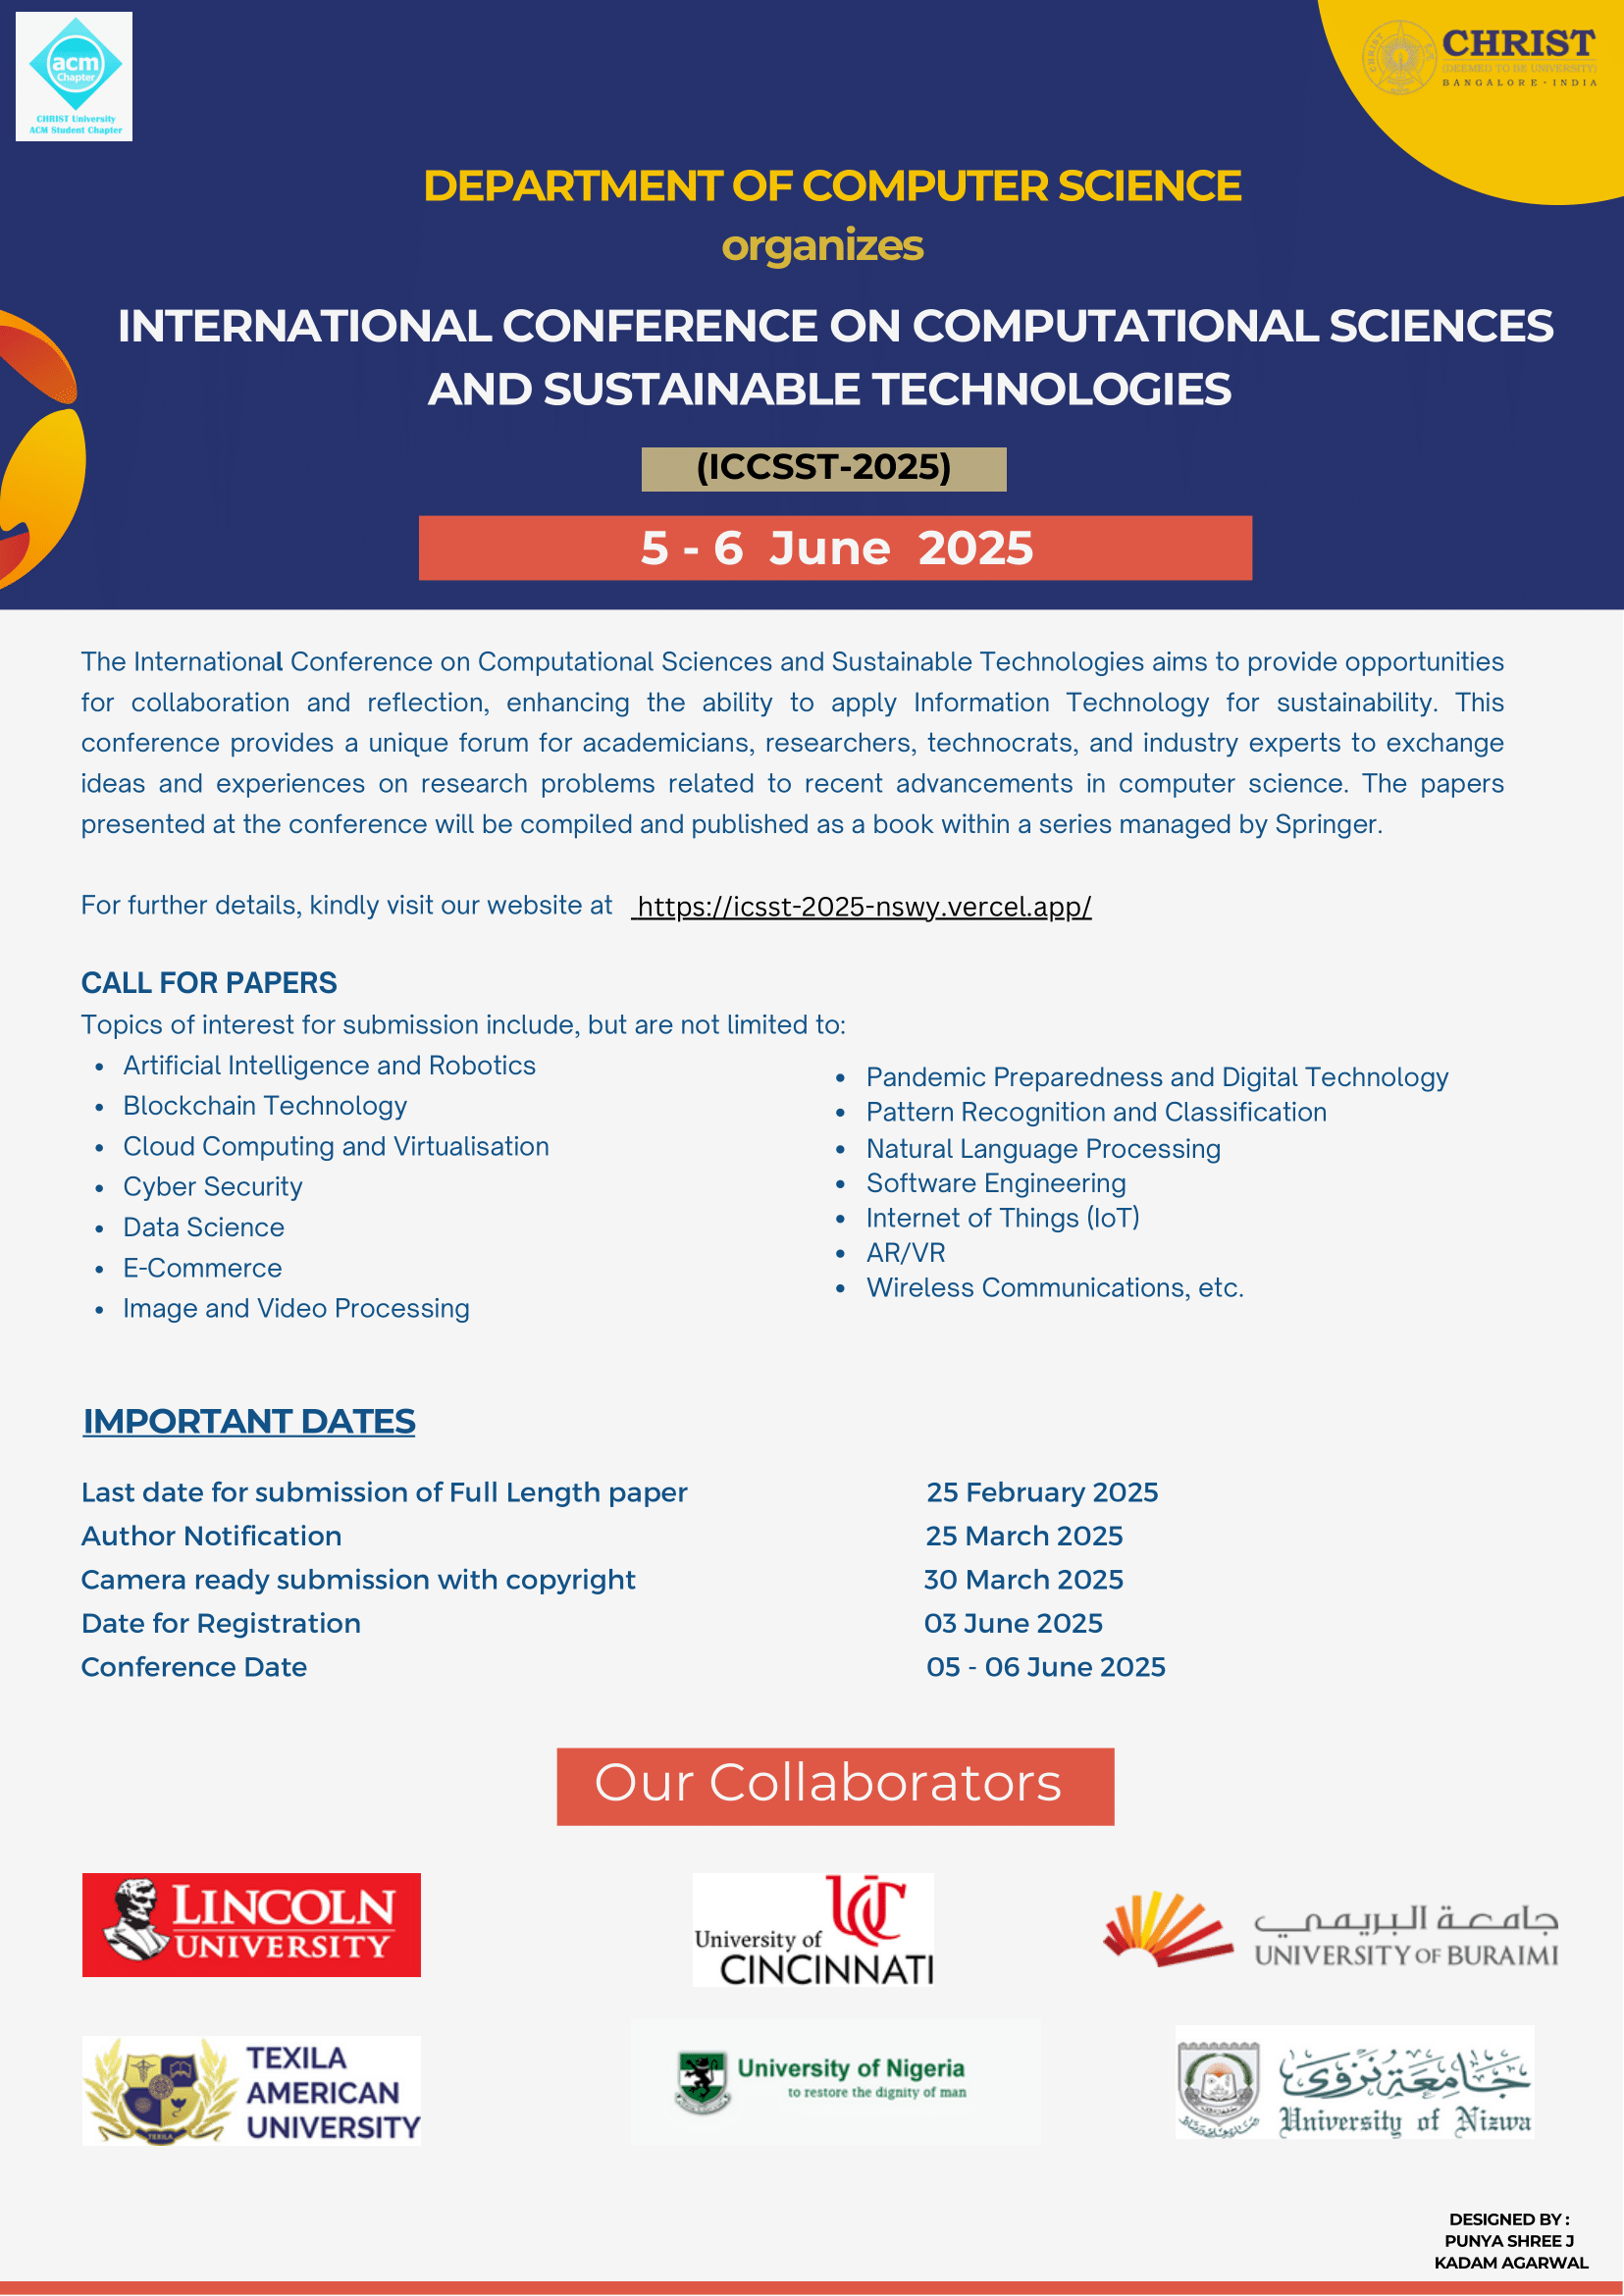 acm
Chapter
CHRIST University
ACM Student Chapter
CHRIST
(DEEMED TO BE UNIVERSITY)
BANGALORE · INDIA
DEPARTMENT OF COMPUTER SCIENCE
organizes
INTERNATIONAL CONFERENCE ON COMPUTATIONAL SCIENCES
AND SUSTAINABLE TECHNOLOGIES
(ICCSST-2025)
5 - 6 June 2025
The International Conference on Computational Sciences and Sustainable Technologies aims to provide opportunities
for collaboration and reflection, enhancing the ability to apply Information Technology for sustainability. This
conference provides a unique forum for academicians, researchers, technocrats, and industry experts to exchange
ideas and experiences on research problems related to recent advancements in computer science. The papers
presented at the conference will be compiled and published as a book within a series managed by Springer.
For further details, kindly visit our website at https://icsst-2025-nswy.vercel.app/
CALL FOR PAPERS
Topics of interest for submission include, but are not limited to:
• Artificial Intelligence and Robotics
• Blockchain Technology
• Cloud Computing and Virtualisation
• Cyber Security
• Data Science
• E-Commerce
• Image and Video Processing
• Pandemic Preparedness and Digital Technology
• Pattern Recognition and Classification
• Natural Language Processing
• Software Engineering
• Internet of Things (IoT)
• AR/VR
• Wireless Communications, etc.
IMPORTANT DATES
Last date for submission of Full Length paper 25 February 2025
Author Notification 25 March 2025
Camera ready submission with copyright 30 March 2025
Date for Registration 03 June 2025
Conference Date 05 - 06 June 2025
Our Collaborators
LINCOLN
UNIVERSITY
UC
University of
CINCINNATI
جامعة البريمي
UNIVERSITY OF BURAIMI
TEXILA
TEXILA
AMERICAN
UNIVERSITY
University of Nigeria
to restore the dignity of man
جامعة نزوى
University of Nizwa
DESIGNED BY :
PUNYA SHREE J
KADAM AGARWAL